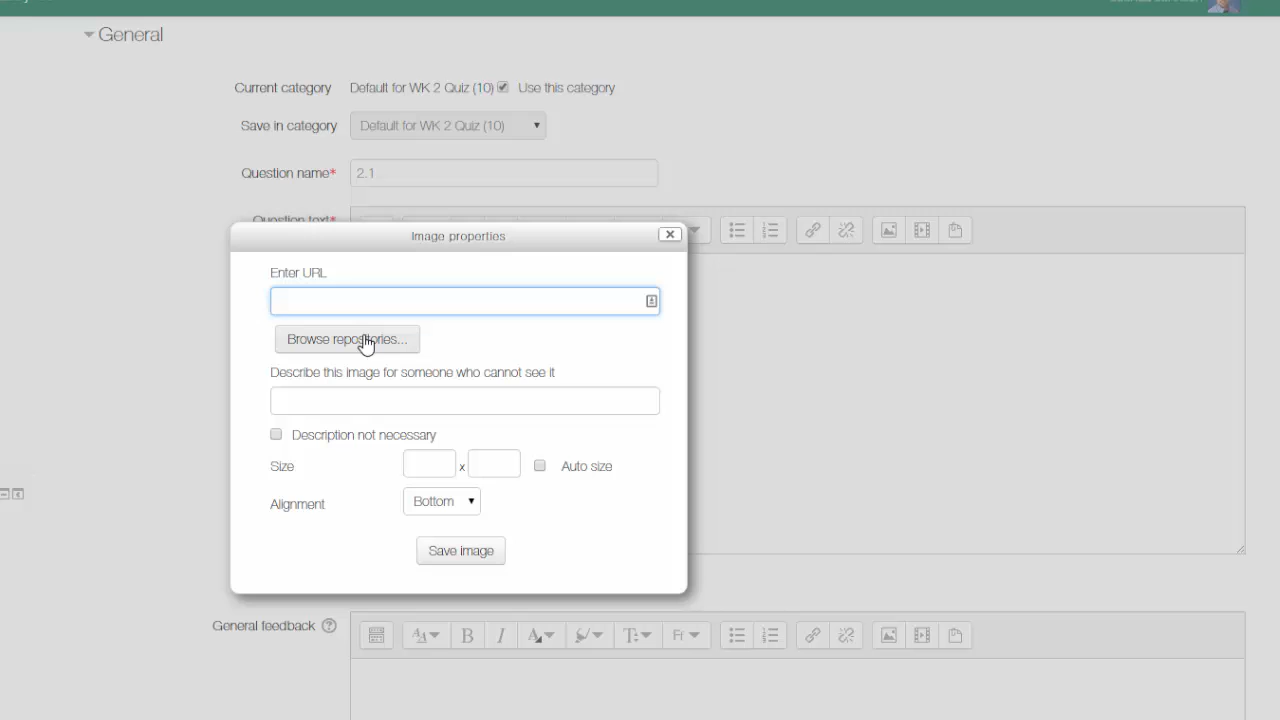 General
Current category Default for WK 2 Quiz (10) Use this category
Save in category Default for WK 2 Quiz (10)
Question name* 2.1
Question text*
Image properties
Enter URL
Browse repositories...
Describe this image for someone who cannot see it
Description not necessary
Size x Auto size
Alignment Bottom
Save image
General feedback